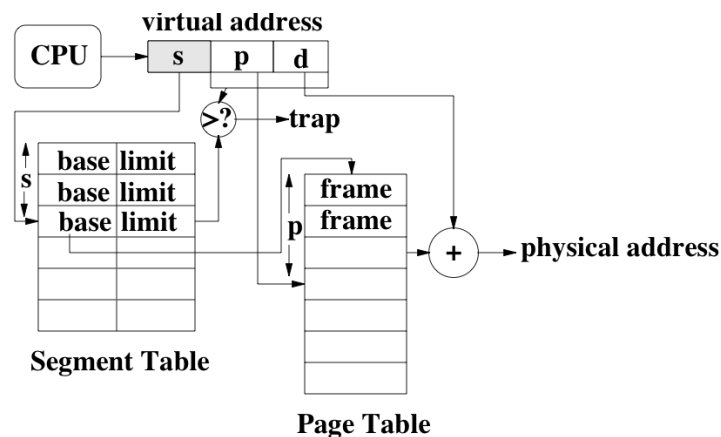 virtual address
CPU
s p d
>?
trap
s
base limit
base limit
base limit
frame
frame
p
+
physical address
Segment Table
Page Table